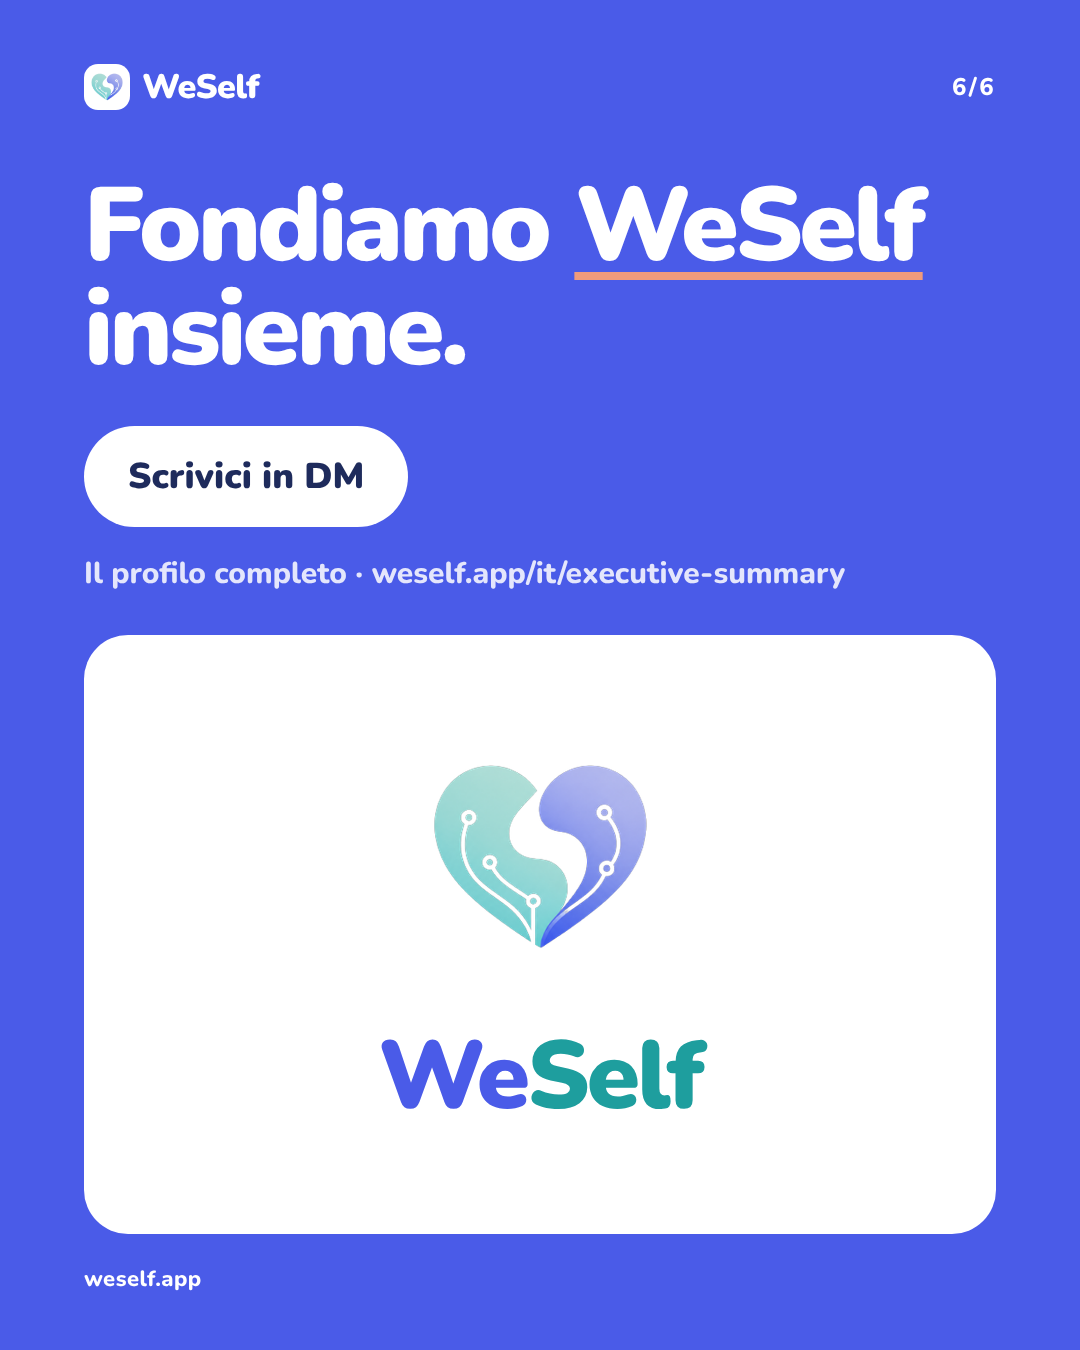 WeSelf
6/6
Fondiamo WeSelf
insieme.
Scrivici in DM
Il profilo completo · weself.app/it/executive-summary
WeSelf
weself.app